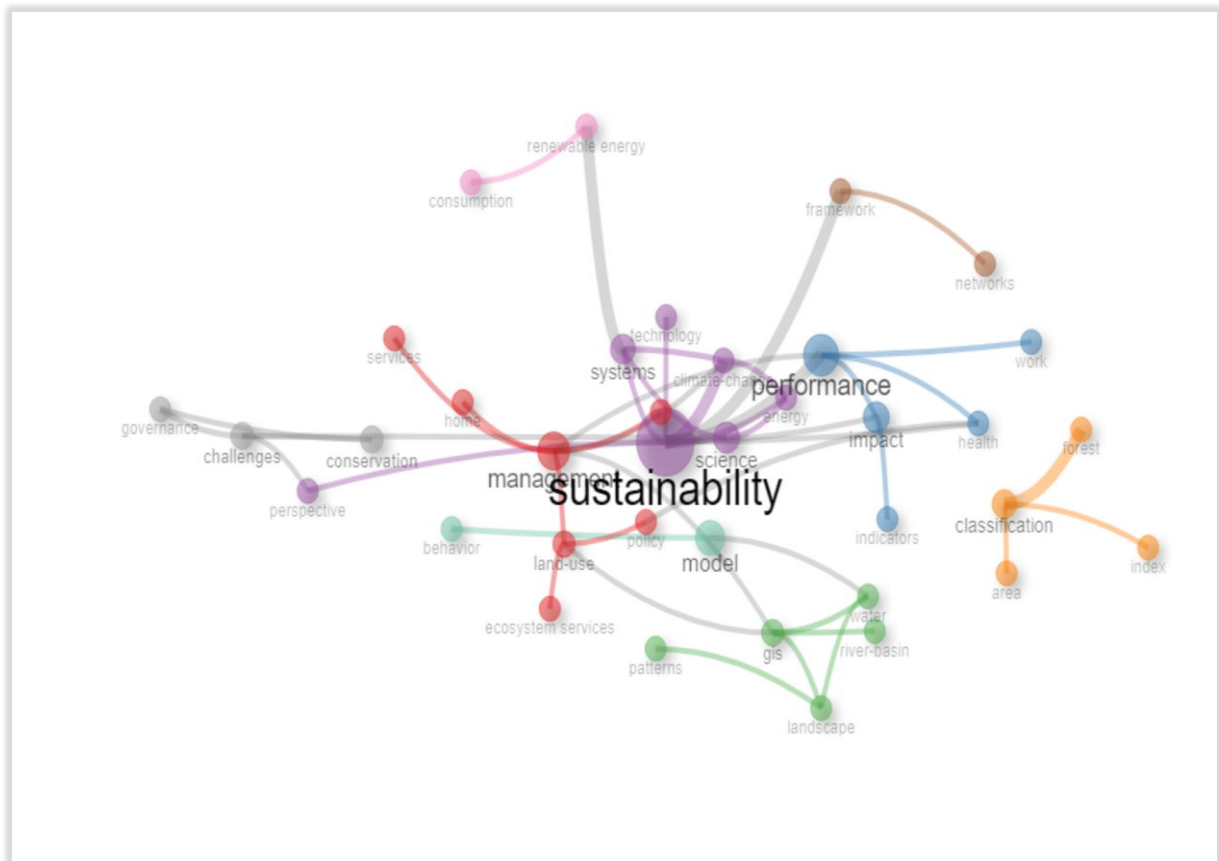 renewable energy
consumption
framework
networks
services
technology
systems
climate-chan
performance
work
home
energy
governance
challenges
conservation
science
impact
health
forest
management
sustainability
perspective
behavior
land-use
policy
model
indicators
classification
index
area
ecosystem services
water
gis
river-basin
patterns
landscape